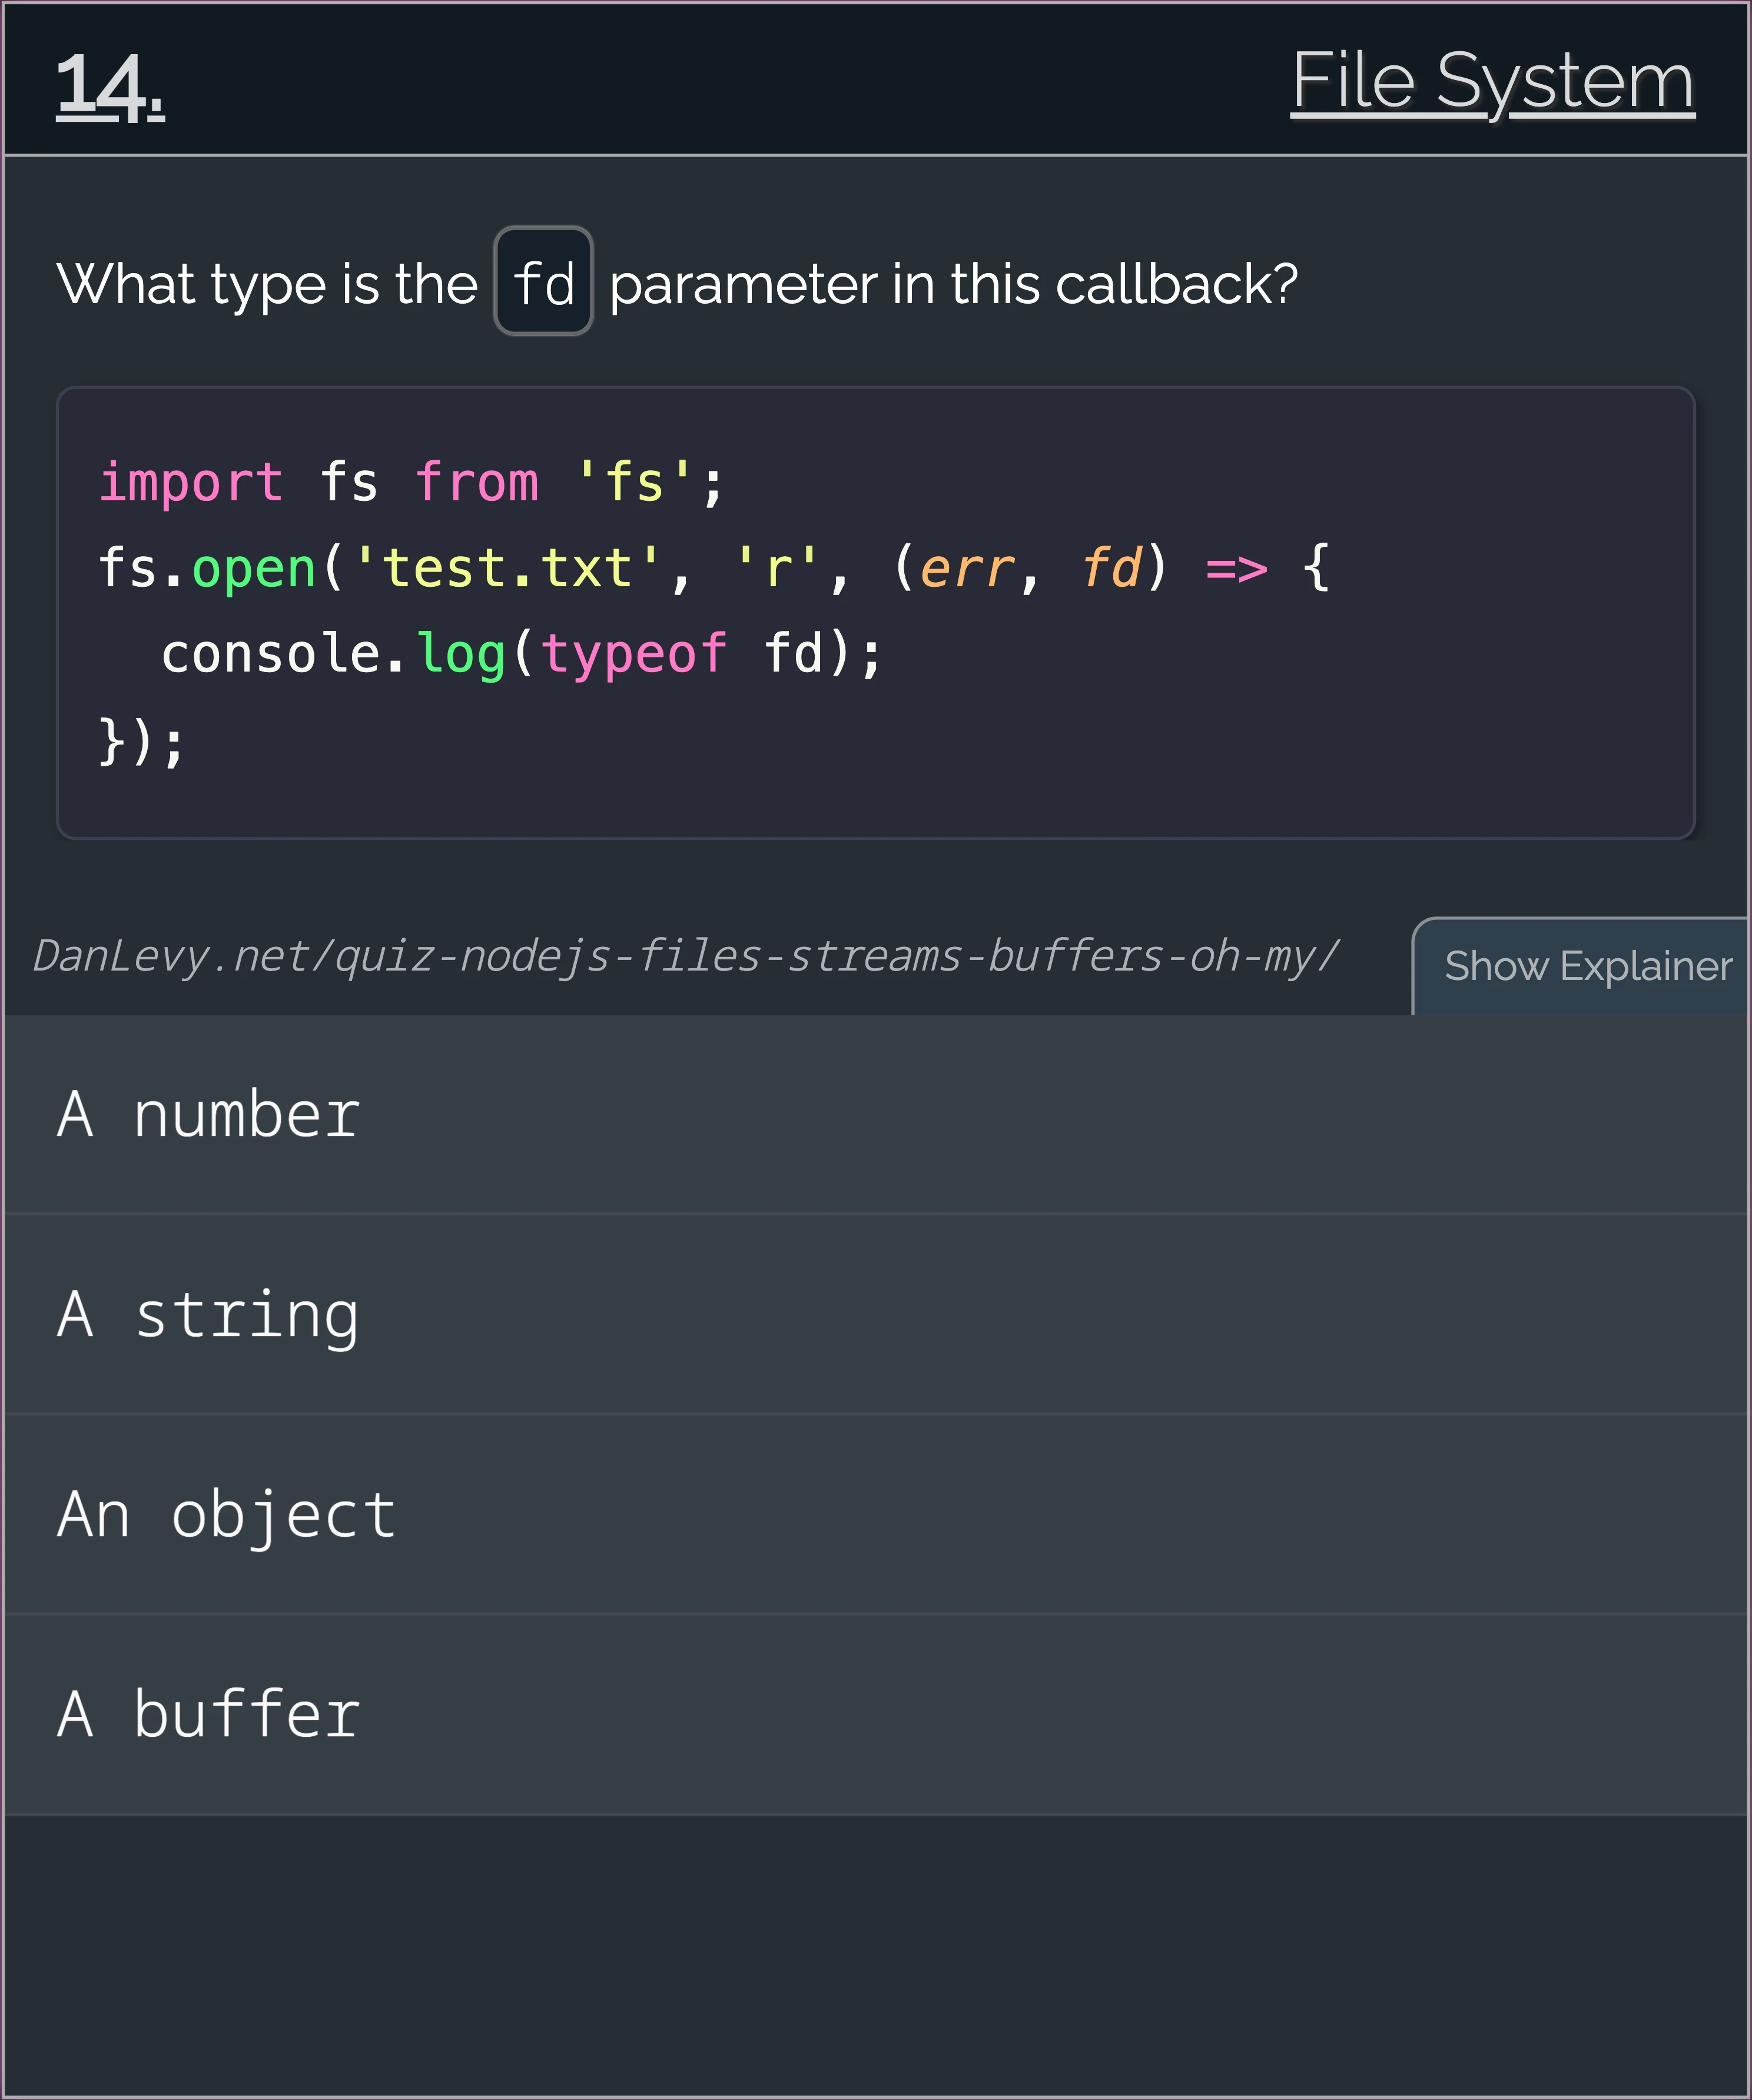 14.
File System
What type is the fd parameter in this callback?
import fs from 'fs';
fs.open('test.txt', 'r', (err, fd) => {
  console.log(typeof fd);
});
DanLevy.net/quiz-nodejs-files-streams-buffers-oh-my/
Show Explainer
A number
A string
An object
A buffer